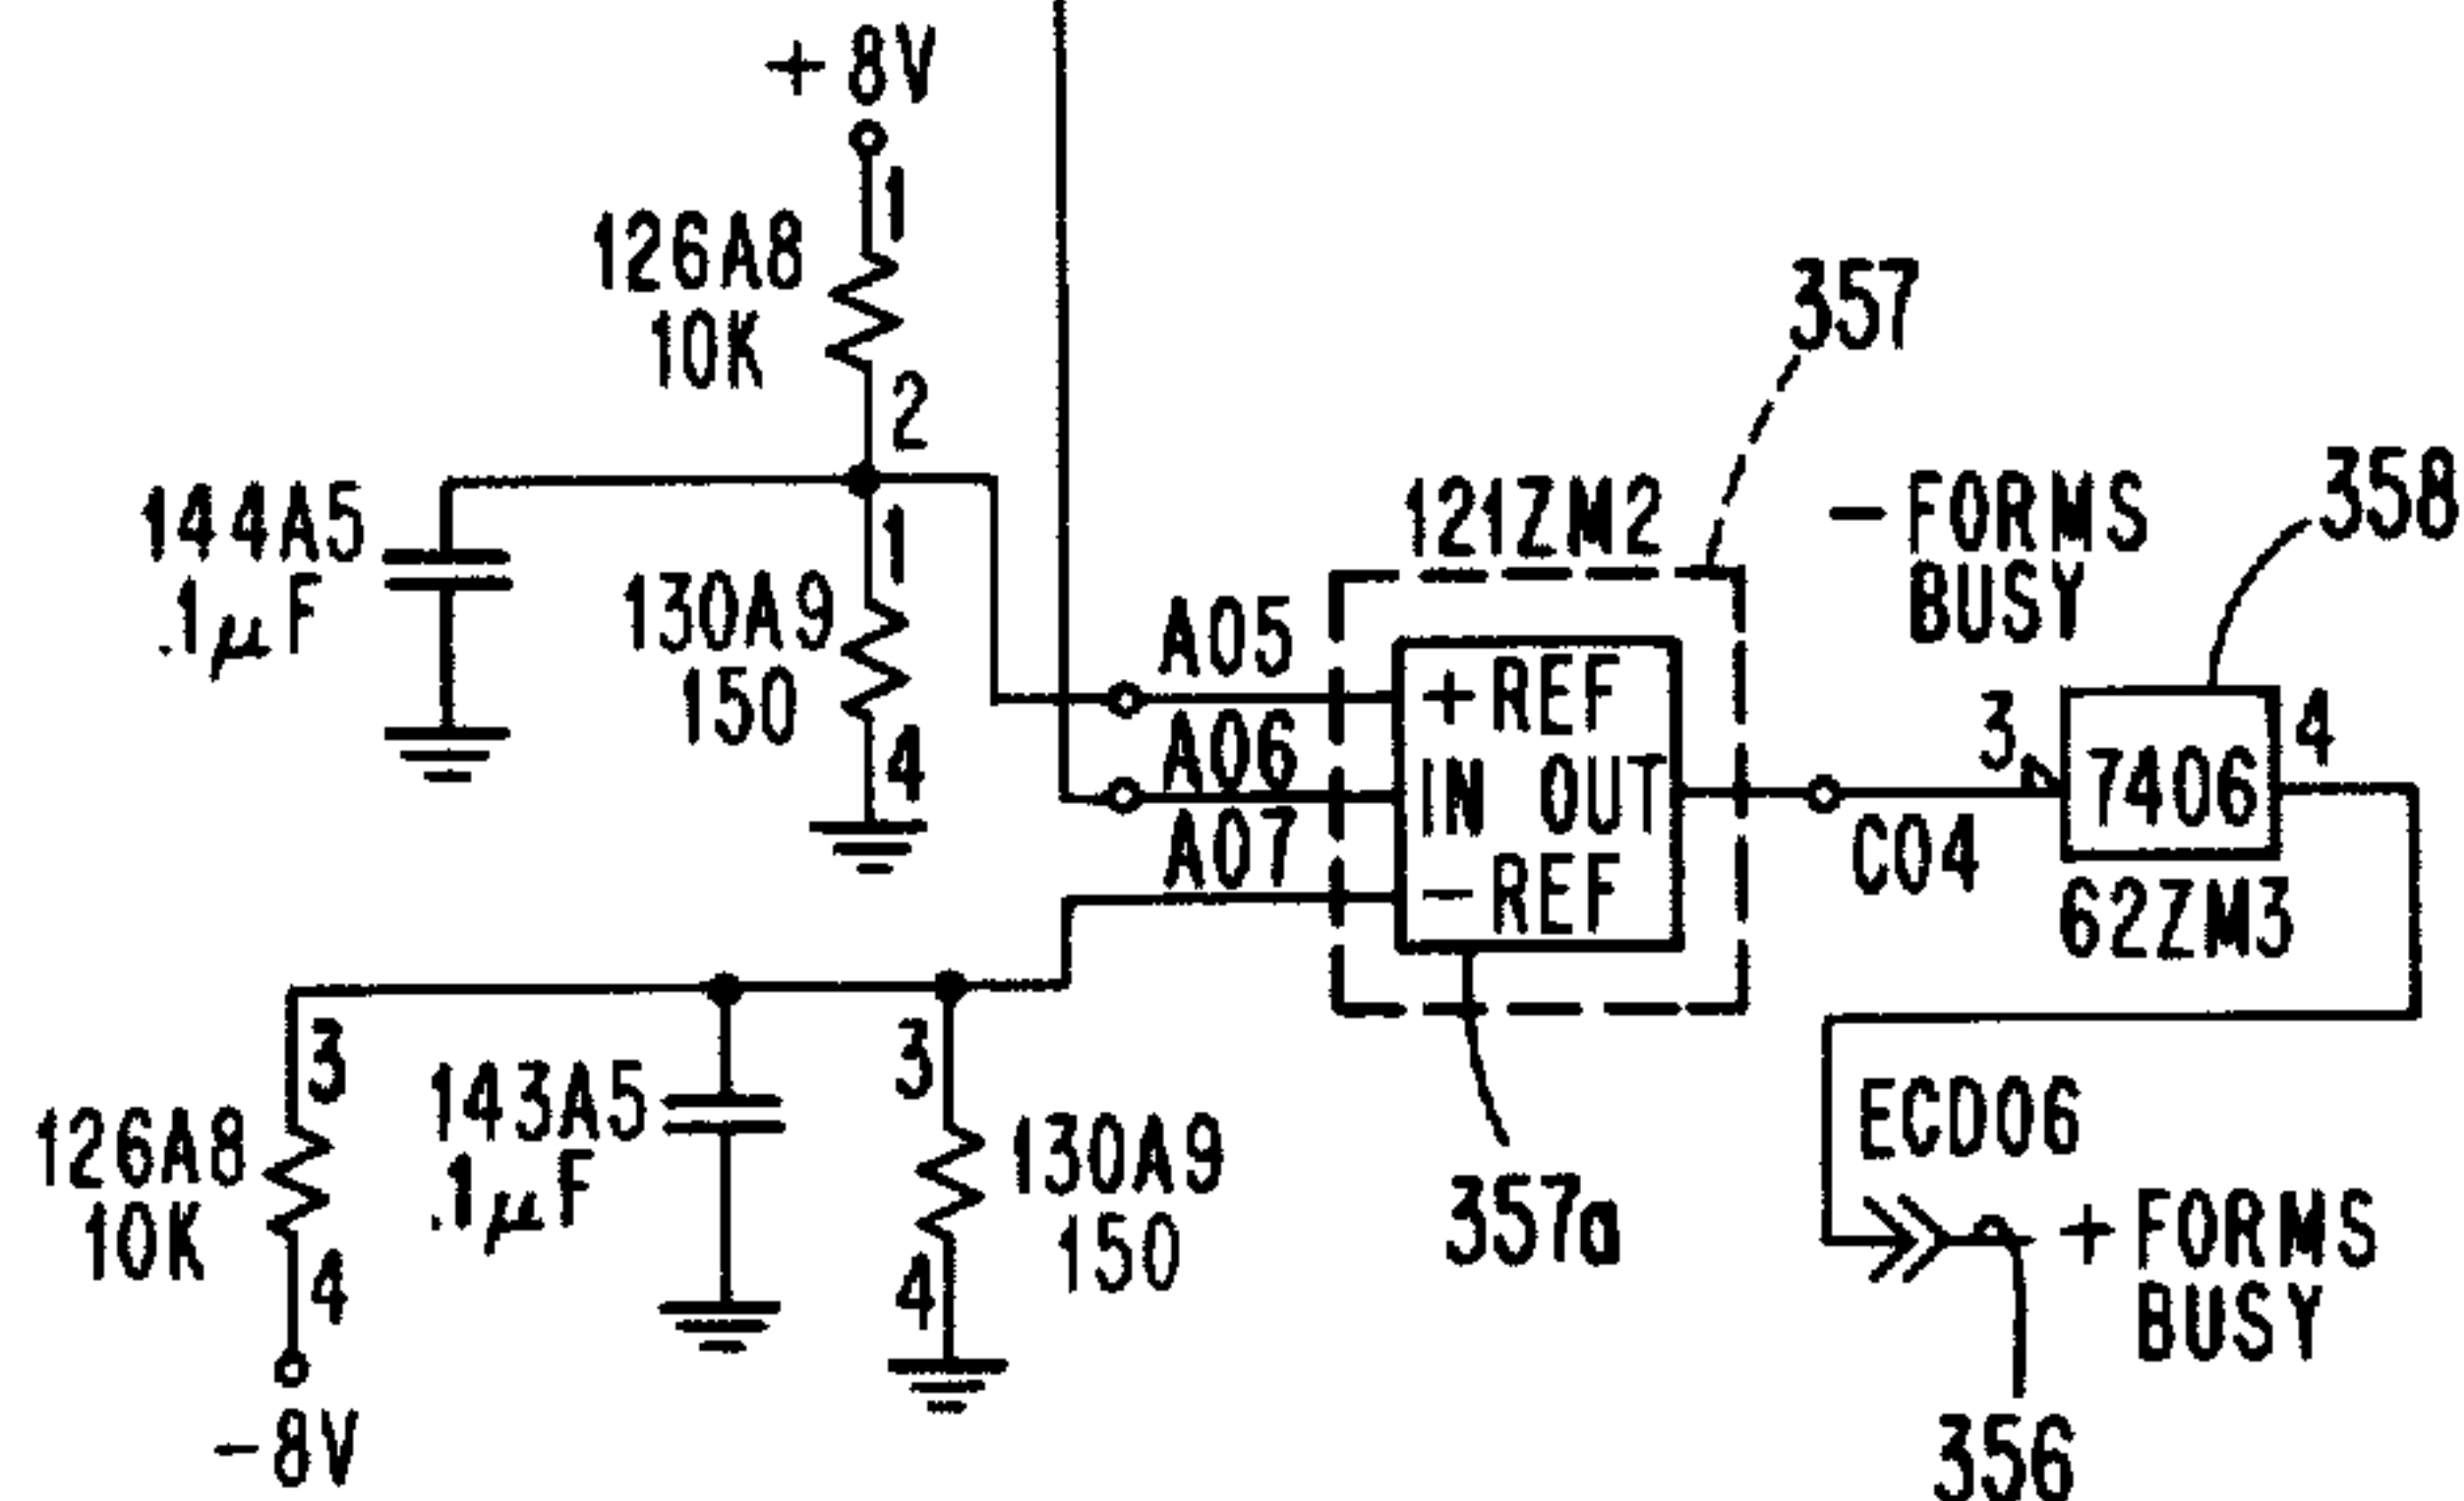 +8V
1
126A8
10K
2
357
144A5
.1μF
1
130A9
150
4
121ZM2
-FORMS
BUSY
358
A05
+REF
A06
IN OUT
A07
-REF
3
7406
4
C04
62ZM3
3
126A8
10K
4
-8V
143A5
.1μF
3
130A9
150
4
357a
ECD06
+FORMS
BUSY
356